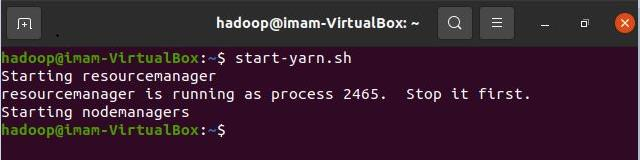 hadoop@imam-VirtualBox: ~
hadoop@imam-VirtualBox:~$ start-yarn.sh
Starting resourcemanager
resourcemanager is running as process 2465.  Stop it first.
Starting nodemanagers
hadoop@imam-VirtualBox:~$